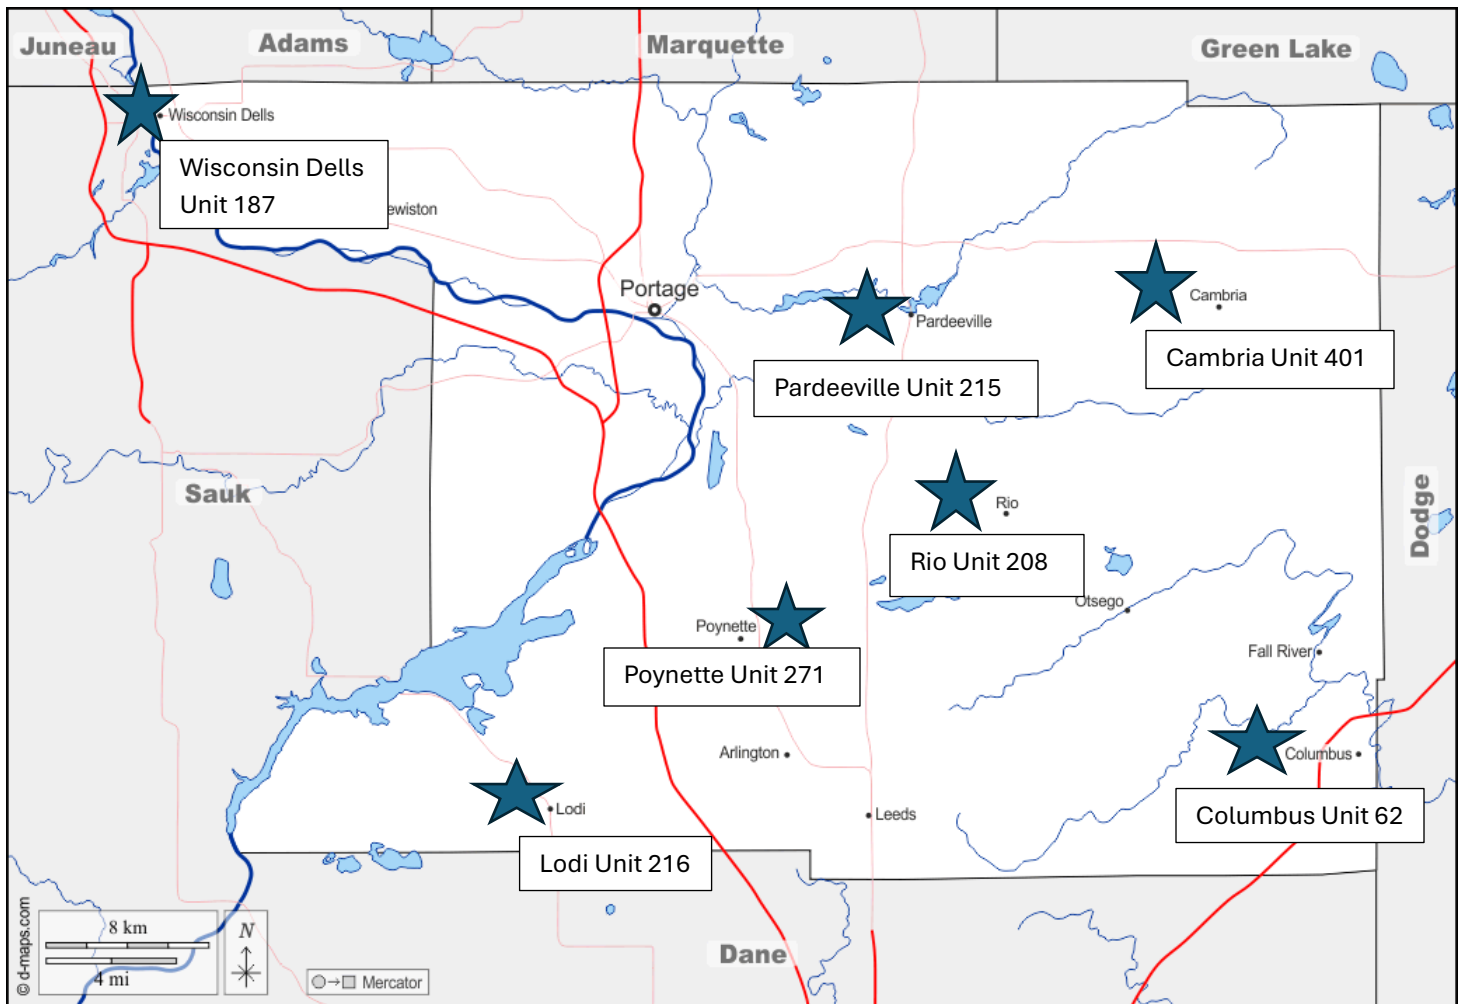 Juneau
Adams
Marquette
Green Lake
Wisconsin Dells
Wisconsin Dells
Unit 187
ewiston
Portage
Pardeeville
Cambria
Cambria Unit 401
Pardeeville Unit 215
Sauk
Rio
Rio Unit 208
Dodge
Otsego
Poynette
Fall River
Poynette Unit 271
Arlington
Columbus
Lodi
Leeds
Columbus Unit 62
Lodi Unit 216
© d-maps.com
8 km
4 mi
N
Mercator
Dane